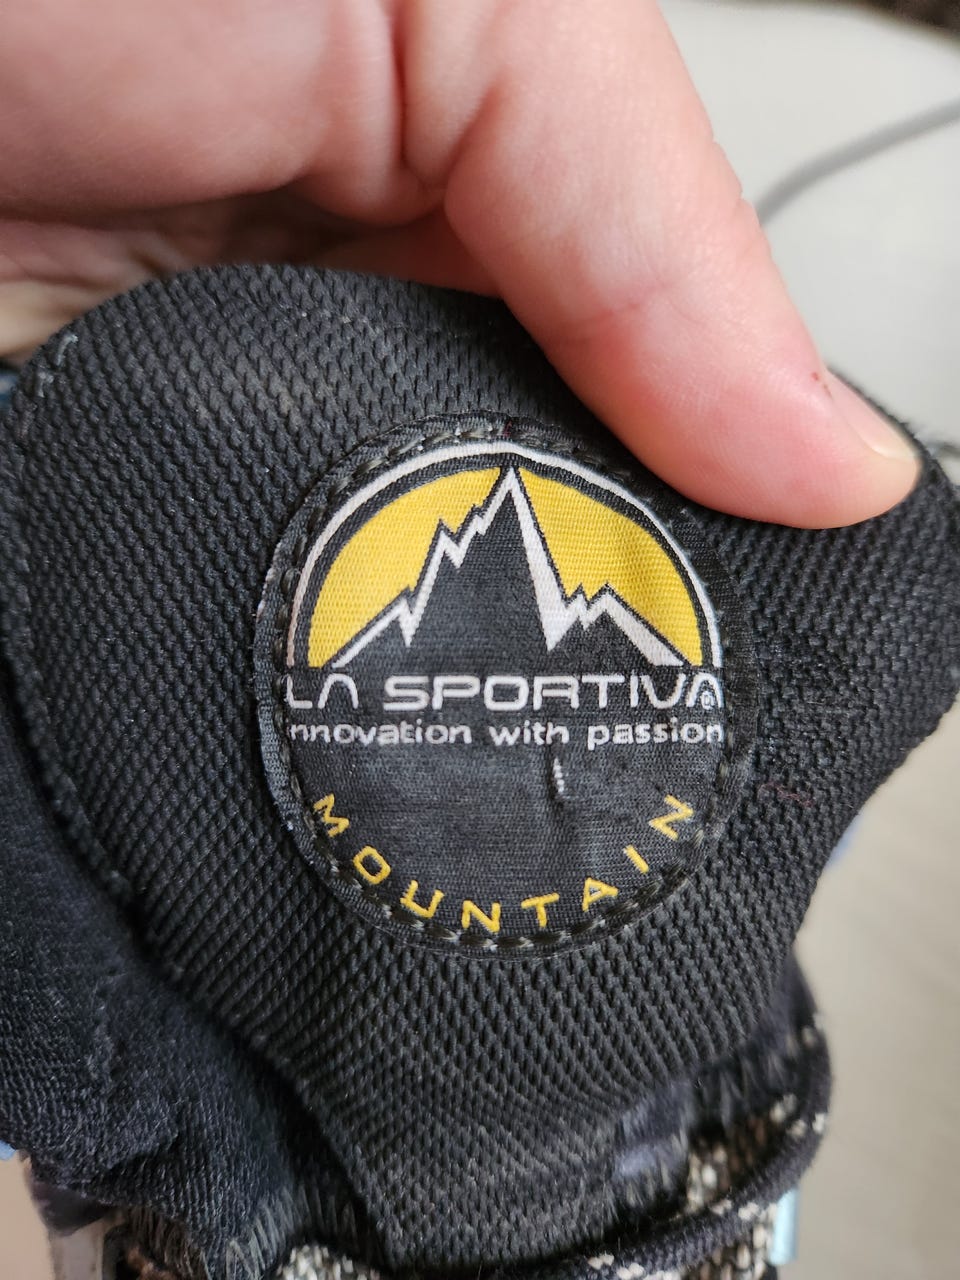 LA SPORTIVA®
innovation with passion
MOUNTAIN